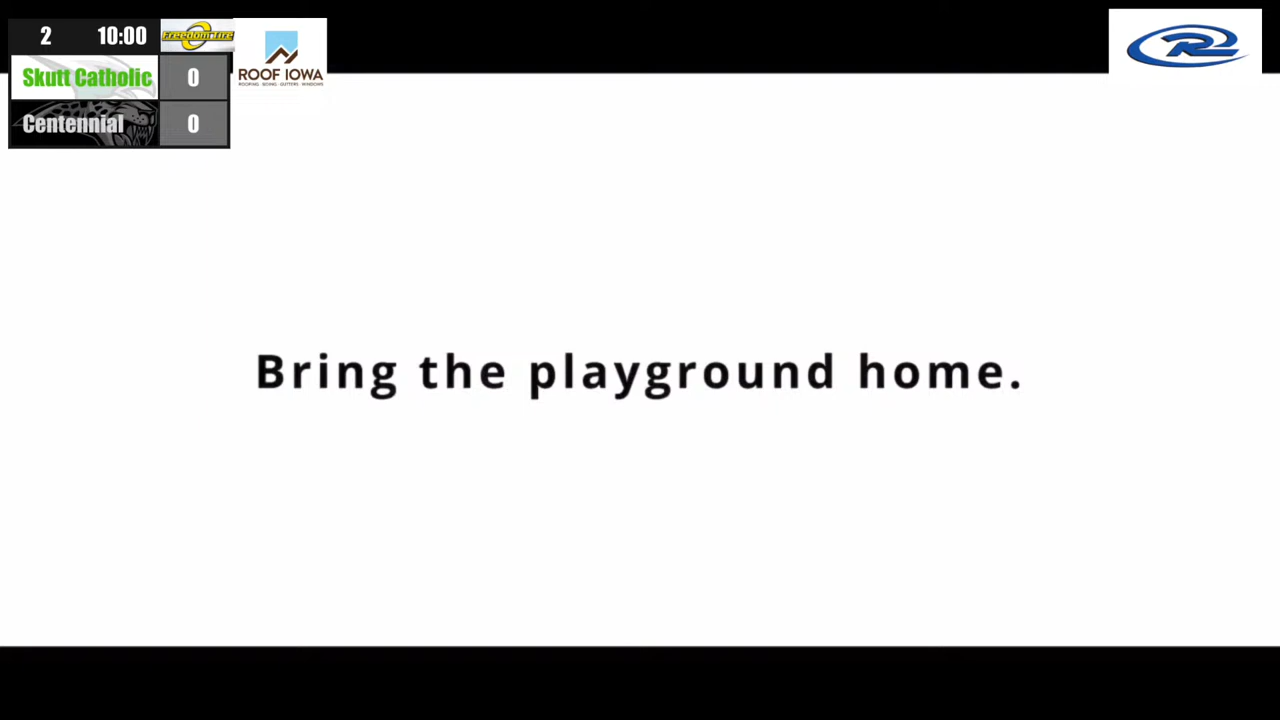 2 10:00 Freedom Tire
Skutt Catholic 0
Centennial 0
ROOF IOWA
ROOFING · SIDING · GUTTERS · WINDOWS
R
Bring the playground home.